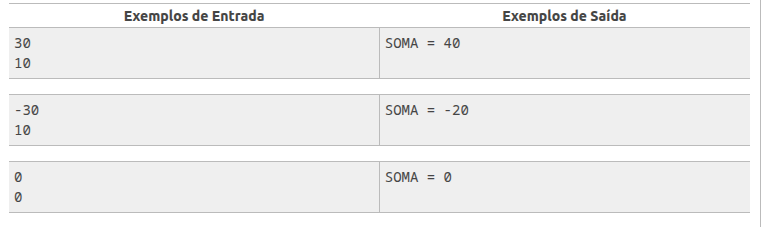 Exemplos de Entrada Exemplos de Saída
30 SOMA = 40
10
-30 SOMA = -20
10
0 SOMA = 0
0